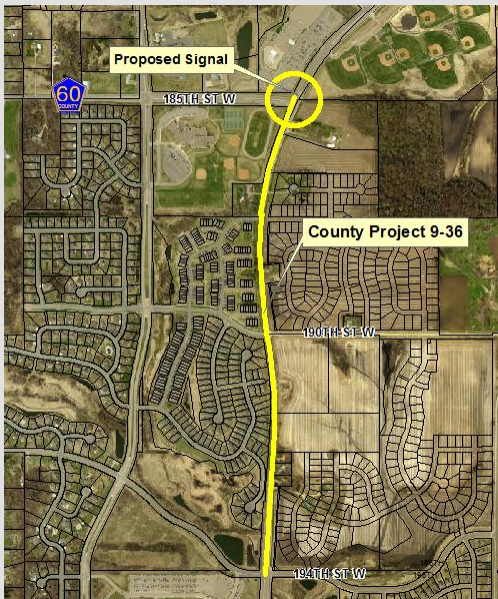 Proposed Signal
60
COUNTY
185TH ST W
County Project 9-36
190TH ST W
194TH ST W